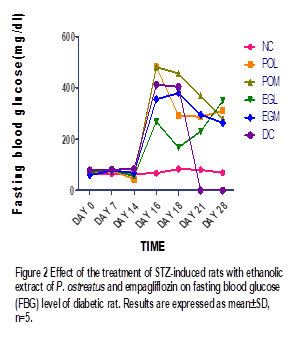 Fasting blood glucose(mg/dl)
600
400
200
0
DAY 0
DAY 7
DAY 14
DAY 16
DAY 18
DAY 21
DAY 28
TIME
NC
POL
POM
EGL
EGM
DC
Figure 2 Effect of the treatment of STZ-induced rats with ethanolic
extract of P. ostreatus and empagliflozin on fasting blood glucose
(FBG) level of diabetic rat. Results are expressed as mean±SD,
n=5.